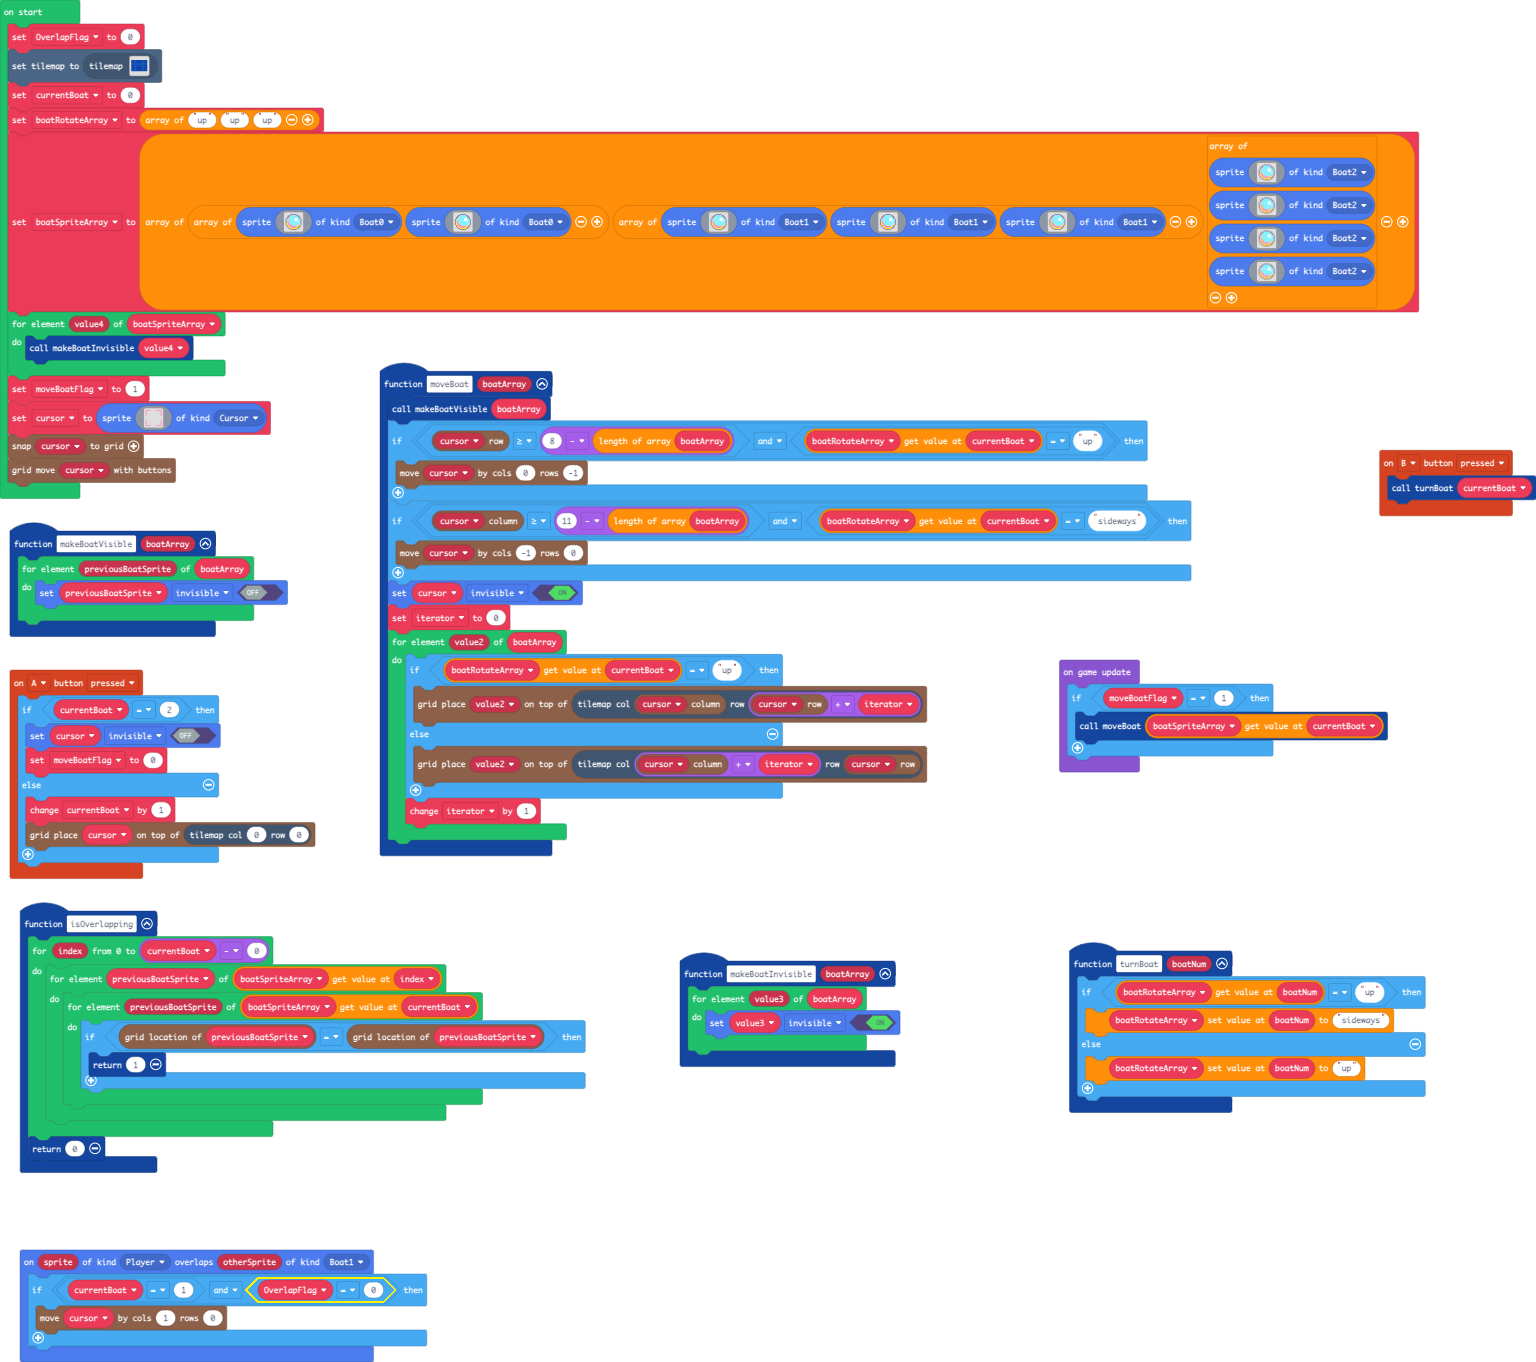 on start
set OverlapFlag to 0
set tilemap to tilemap
set currentBoat to 0
set boatRotateArray to array of "up" "up" "up"
set boatSpriteArray to array of array of sprite of kind Boat0 sprite of kind Boat0 array of sprite of kind Boat1 sprite of kind Boat1 sprite of kind Boat1 array of
sprite of kind Boat2
sprite of kind Boat2
sprite of kind Boat2
sprite of kind Boat2
for element value4 of boatSpriteArray
do call makeBoatInvisible value4
set moveBoatFlag to 1
set cursor to sprite of kind Cursor
snap cursor to grid
grid move cursor with buttons
function makeBoatVisible boatArray
for element previousBoatSprite of boatArray
do set previousBoatSprite invisible OFF
on A button pressed
if currentBoat = 2 then
set cursor invisible OFF
set moveBoatFlag to 0
else
change currentBoat by 1
grid place cursor on top of tilemap col 0 row 0
function moveBoat boatArray
call makeBoatVisible boatArray
if cursor row ≥ 8 - length of array boatArray and boatRotateArray get value at currentBoat = "up" then
move cursor by cols 0 rows -1
if cursor column ≥ 11 - length of array boatArray and boatRotateArray get value at currentBoat = "sideways" then
move cursor by cols -1 rows 0
set cursor invisible ON
set iterator to 0
for element value2 of boatArray
do if boatRotateArray get value at currentBoat = "up" then
grid place value2 on top of tilemap col cursor column row cursor row + iterator
else
grid place value2 on top of tilemap col cursor column + iterator row cursor row
change iterator by 1
on B button pressed
call turnBoat currentBoat
on game update
if moveBoatFlag = 1 then
call moveBoat boatSpriteArray get value at currentBoat
function isOverlapping
for index from 0 to currentBoat - 0
do for element previousBoatSprite of boatSpriteArray get value at index
do for element previousBoatSprite of boatSpriteArray get value at currentBoat
do if grid location of previousBoatSprite = grid location of previousBoatSprite then
return 1
return 0
function makeBoatInvisible boatArray
for element value3 of boatArray
do set value3 invisible ON
function turnBoat boatNum
if boatRotateArray get value at boatNum = "up" then
boatRotateArray set value at boatNum to "sideways"
else
boatRotateArray set value at boatNum to "up"
on sprite of kind Player overlaps otherSprite of kind Boat1
if currentBoat = 1 and OverlapFlag = 0 then
move cursor by cols 1 rows 0